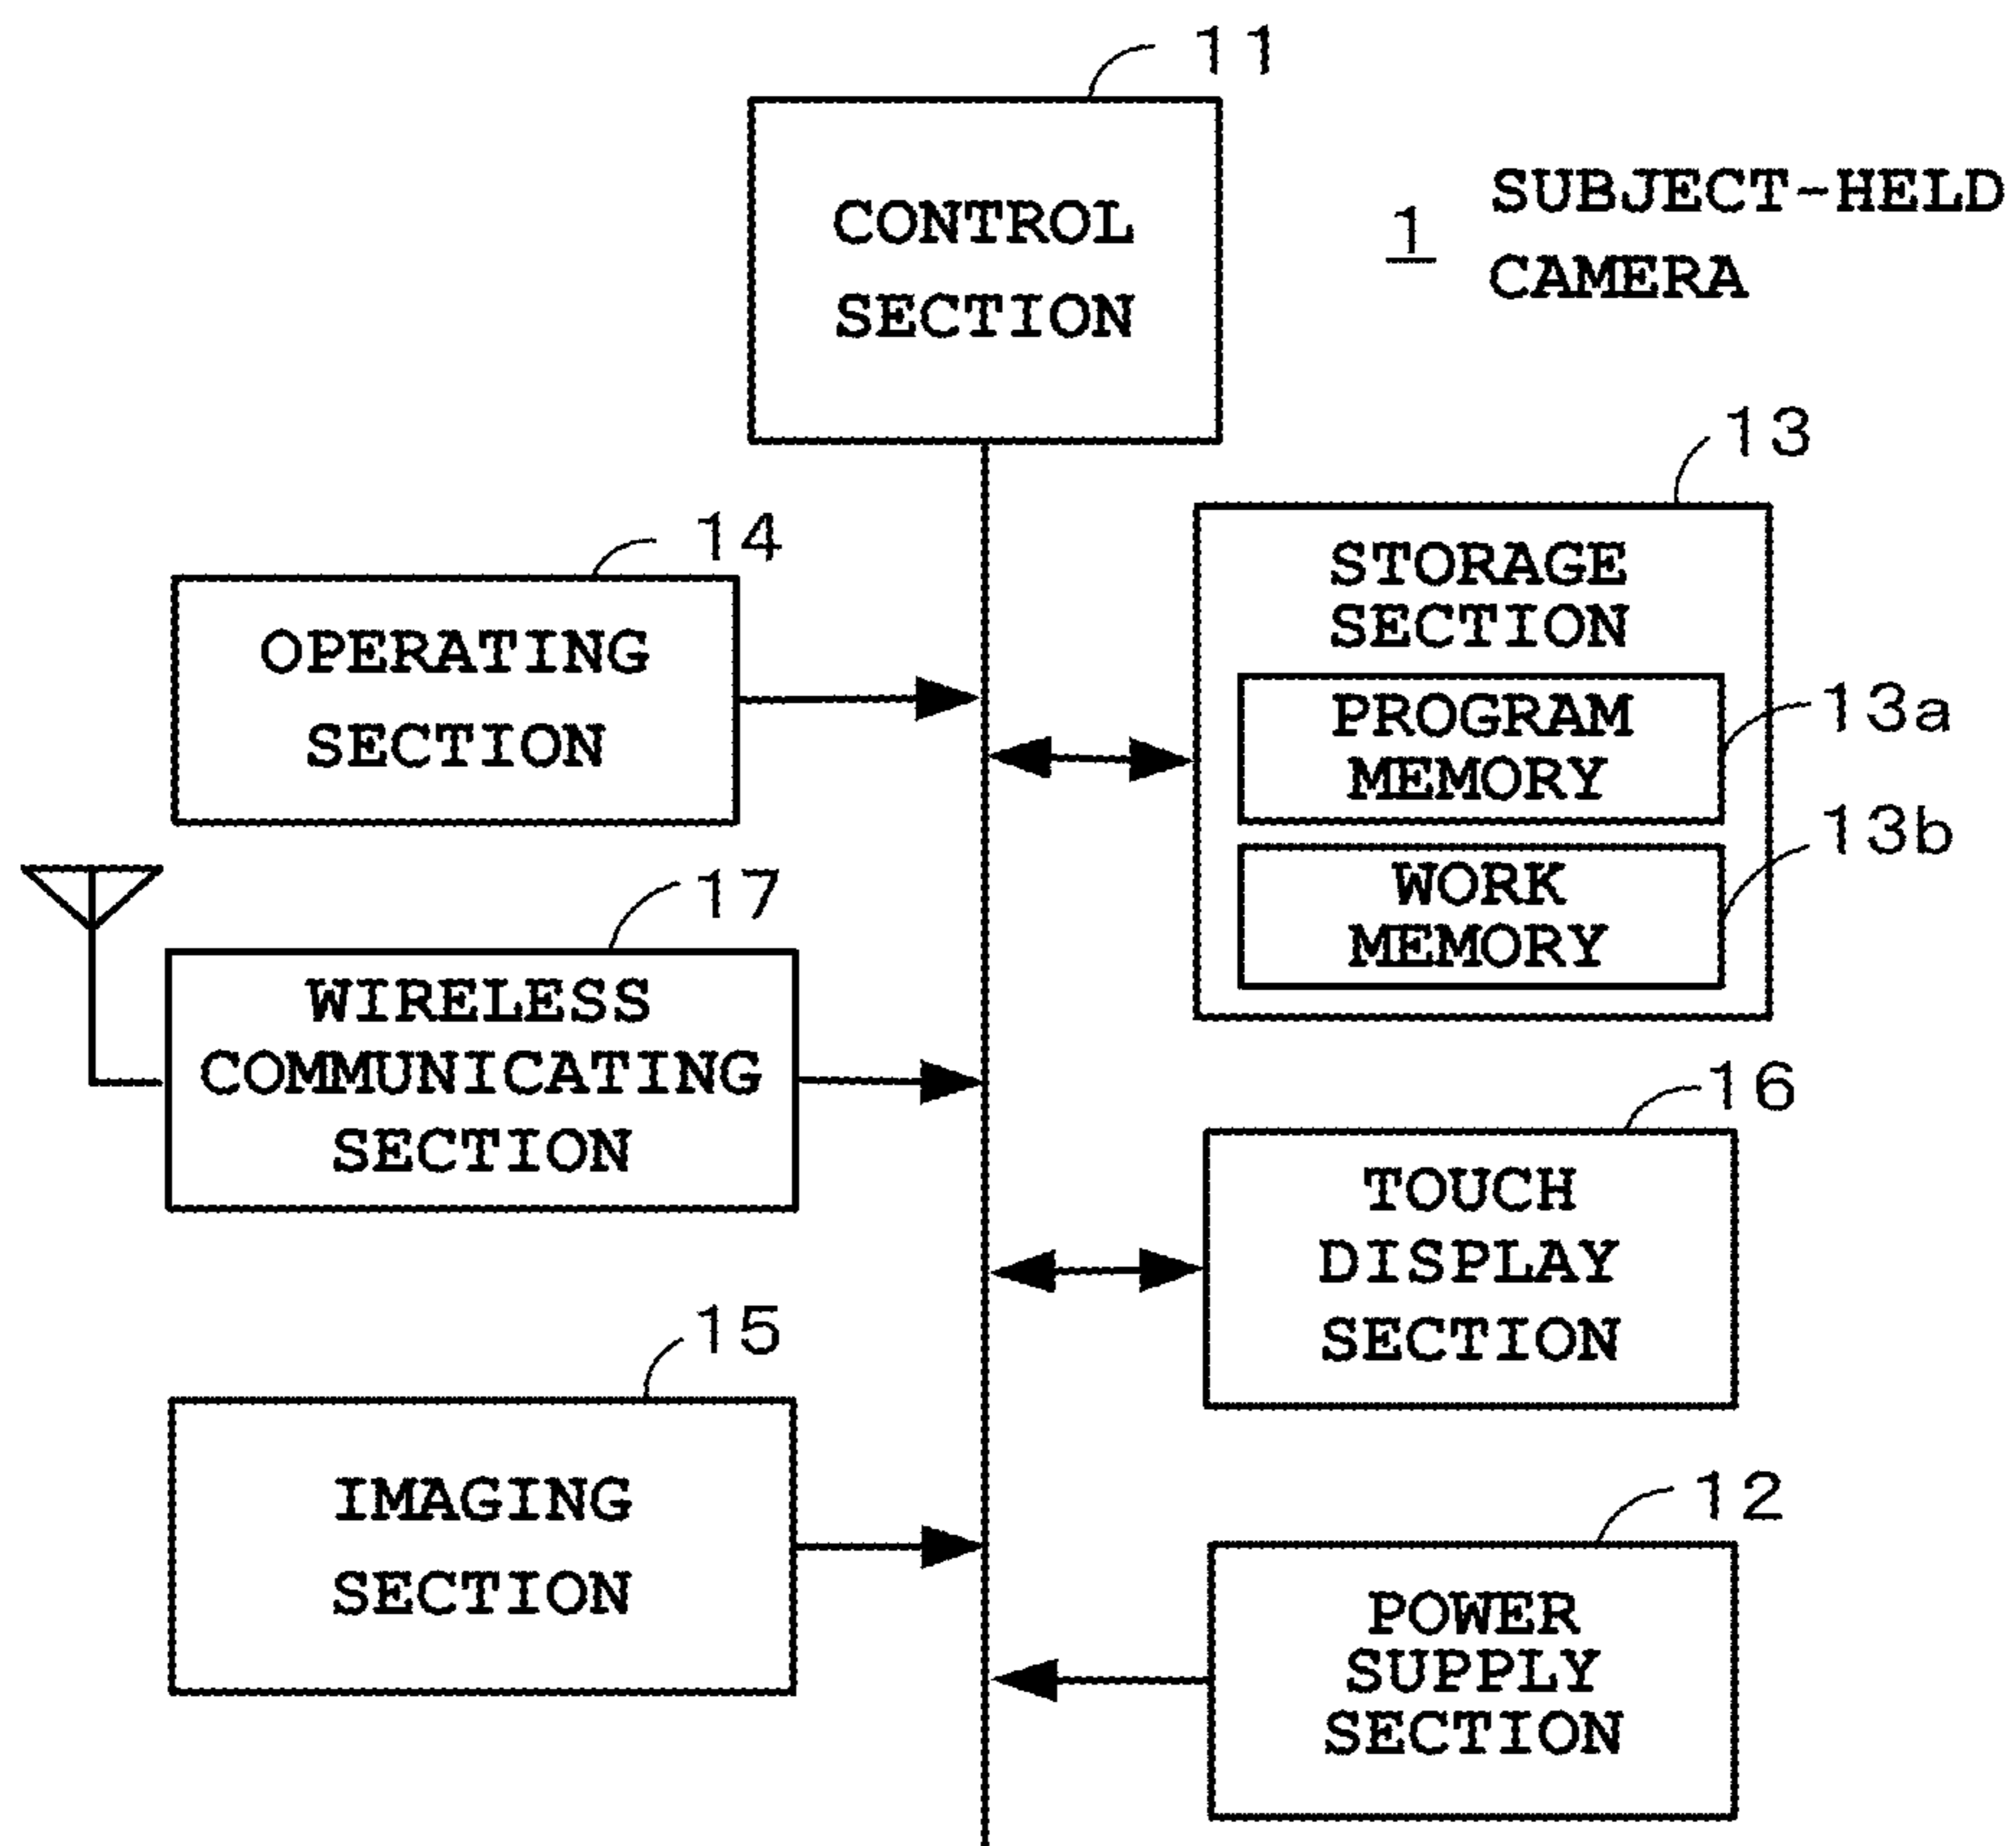 11
CONTROL
SECTION
1
SUBJECT-HELD
CAMERA
13
STORAGE
SECTION
PROGRAM
MEMORY
13a
WORK
MEMORY
13b
14
OPERATING
SECTION
17
WIRELESS
COMMUNICATING
SECTION
16
TOUCH
DISPLAY
SECTION
15
IMAGING
SECTION
12
POWER
SUPPLY
SECTION